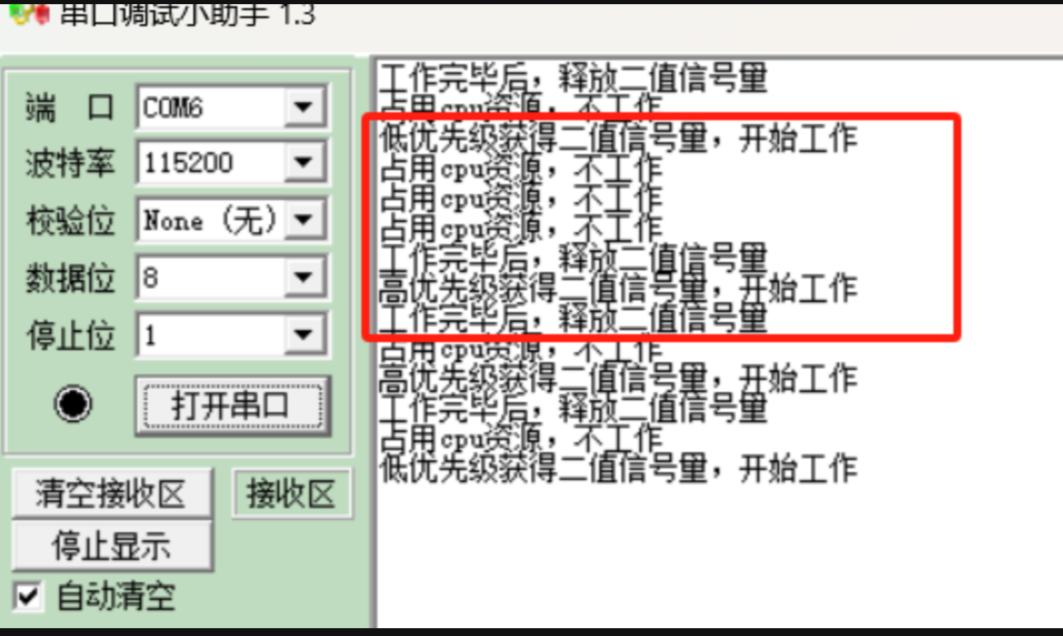 串口调试小助手 1.3
端 口
COM6
波特率
115200
校验位
None (无)
数据位
8
停止位
1
打开串口
清空接收区
接收区
停止显示
自动清空
工作完毕后，释放二值信号量
占用cpu资源，不工作
低优先级获得二值信号量，开始工作
占用cpu资源，不工作
占用cpu资源，不工作
占用cpu资源，不工作
工作完毕后，释放二值信号量
高优先级获得二值信号量，开始工作
工作完毕后，释放二值信号量
占用cpu资源，不工作
高优先级获得二值信号量，开始工作
工作完毕后，释放二值信号量
占用cpu资源，不工作
低优先级获得二值信号量，开始工作